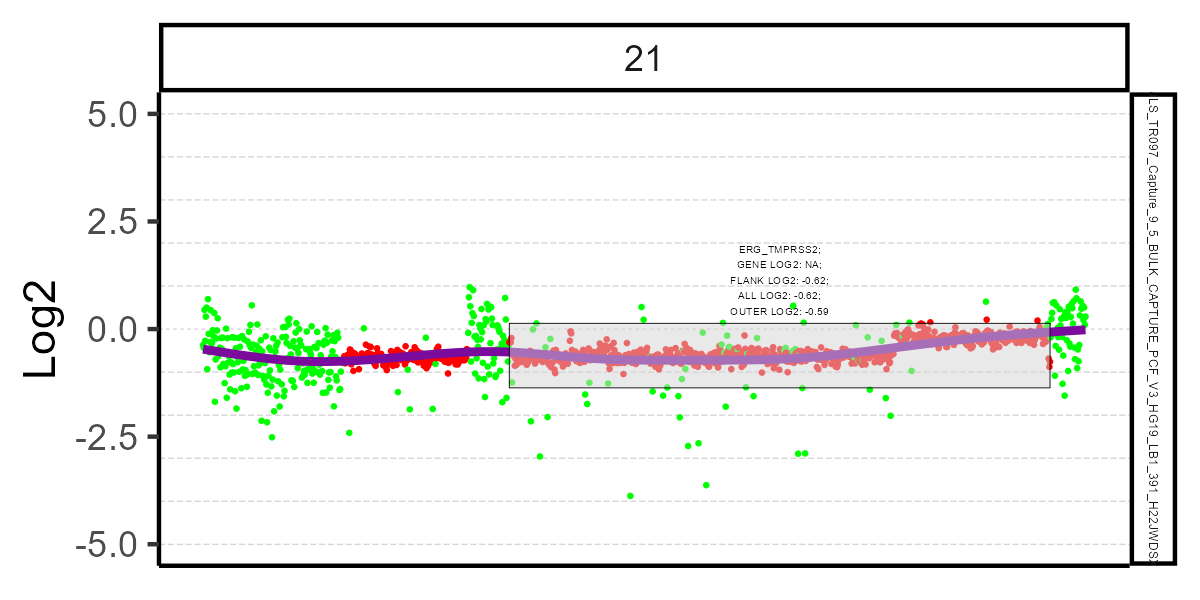 21
5.0
2.5
0.0
-2.5
-5.0
Log2
ERG_TMPRSS2;
GENE LOG2: NA;
FLANK LOG2: -0.62;
ALL LOG2: -0.62;
OUTER LOG2: -0.59
LS_TR097_Capture_9_5_BULK_CAPTURE_PCF_V3_HG19_LB1_391_H22JWDS